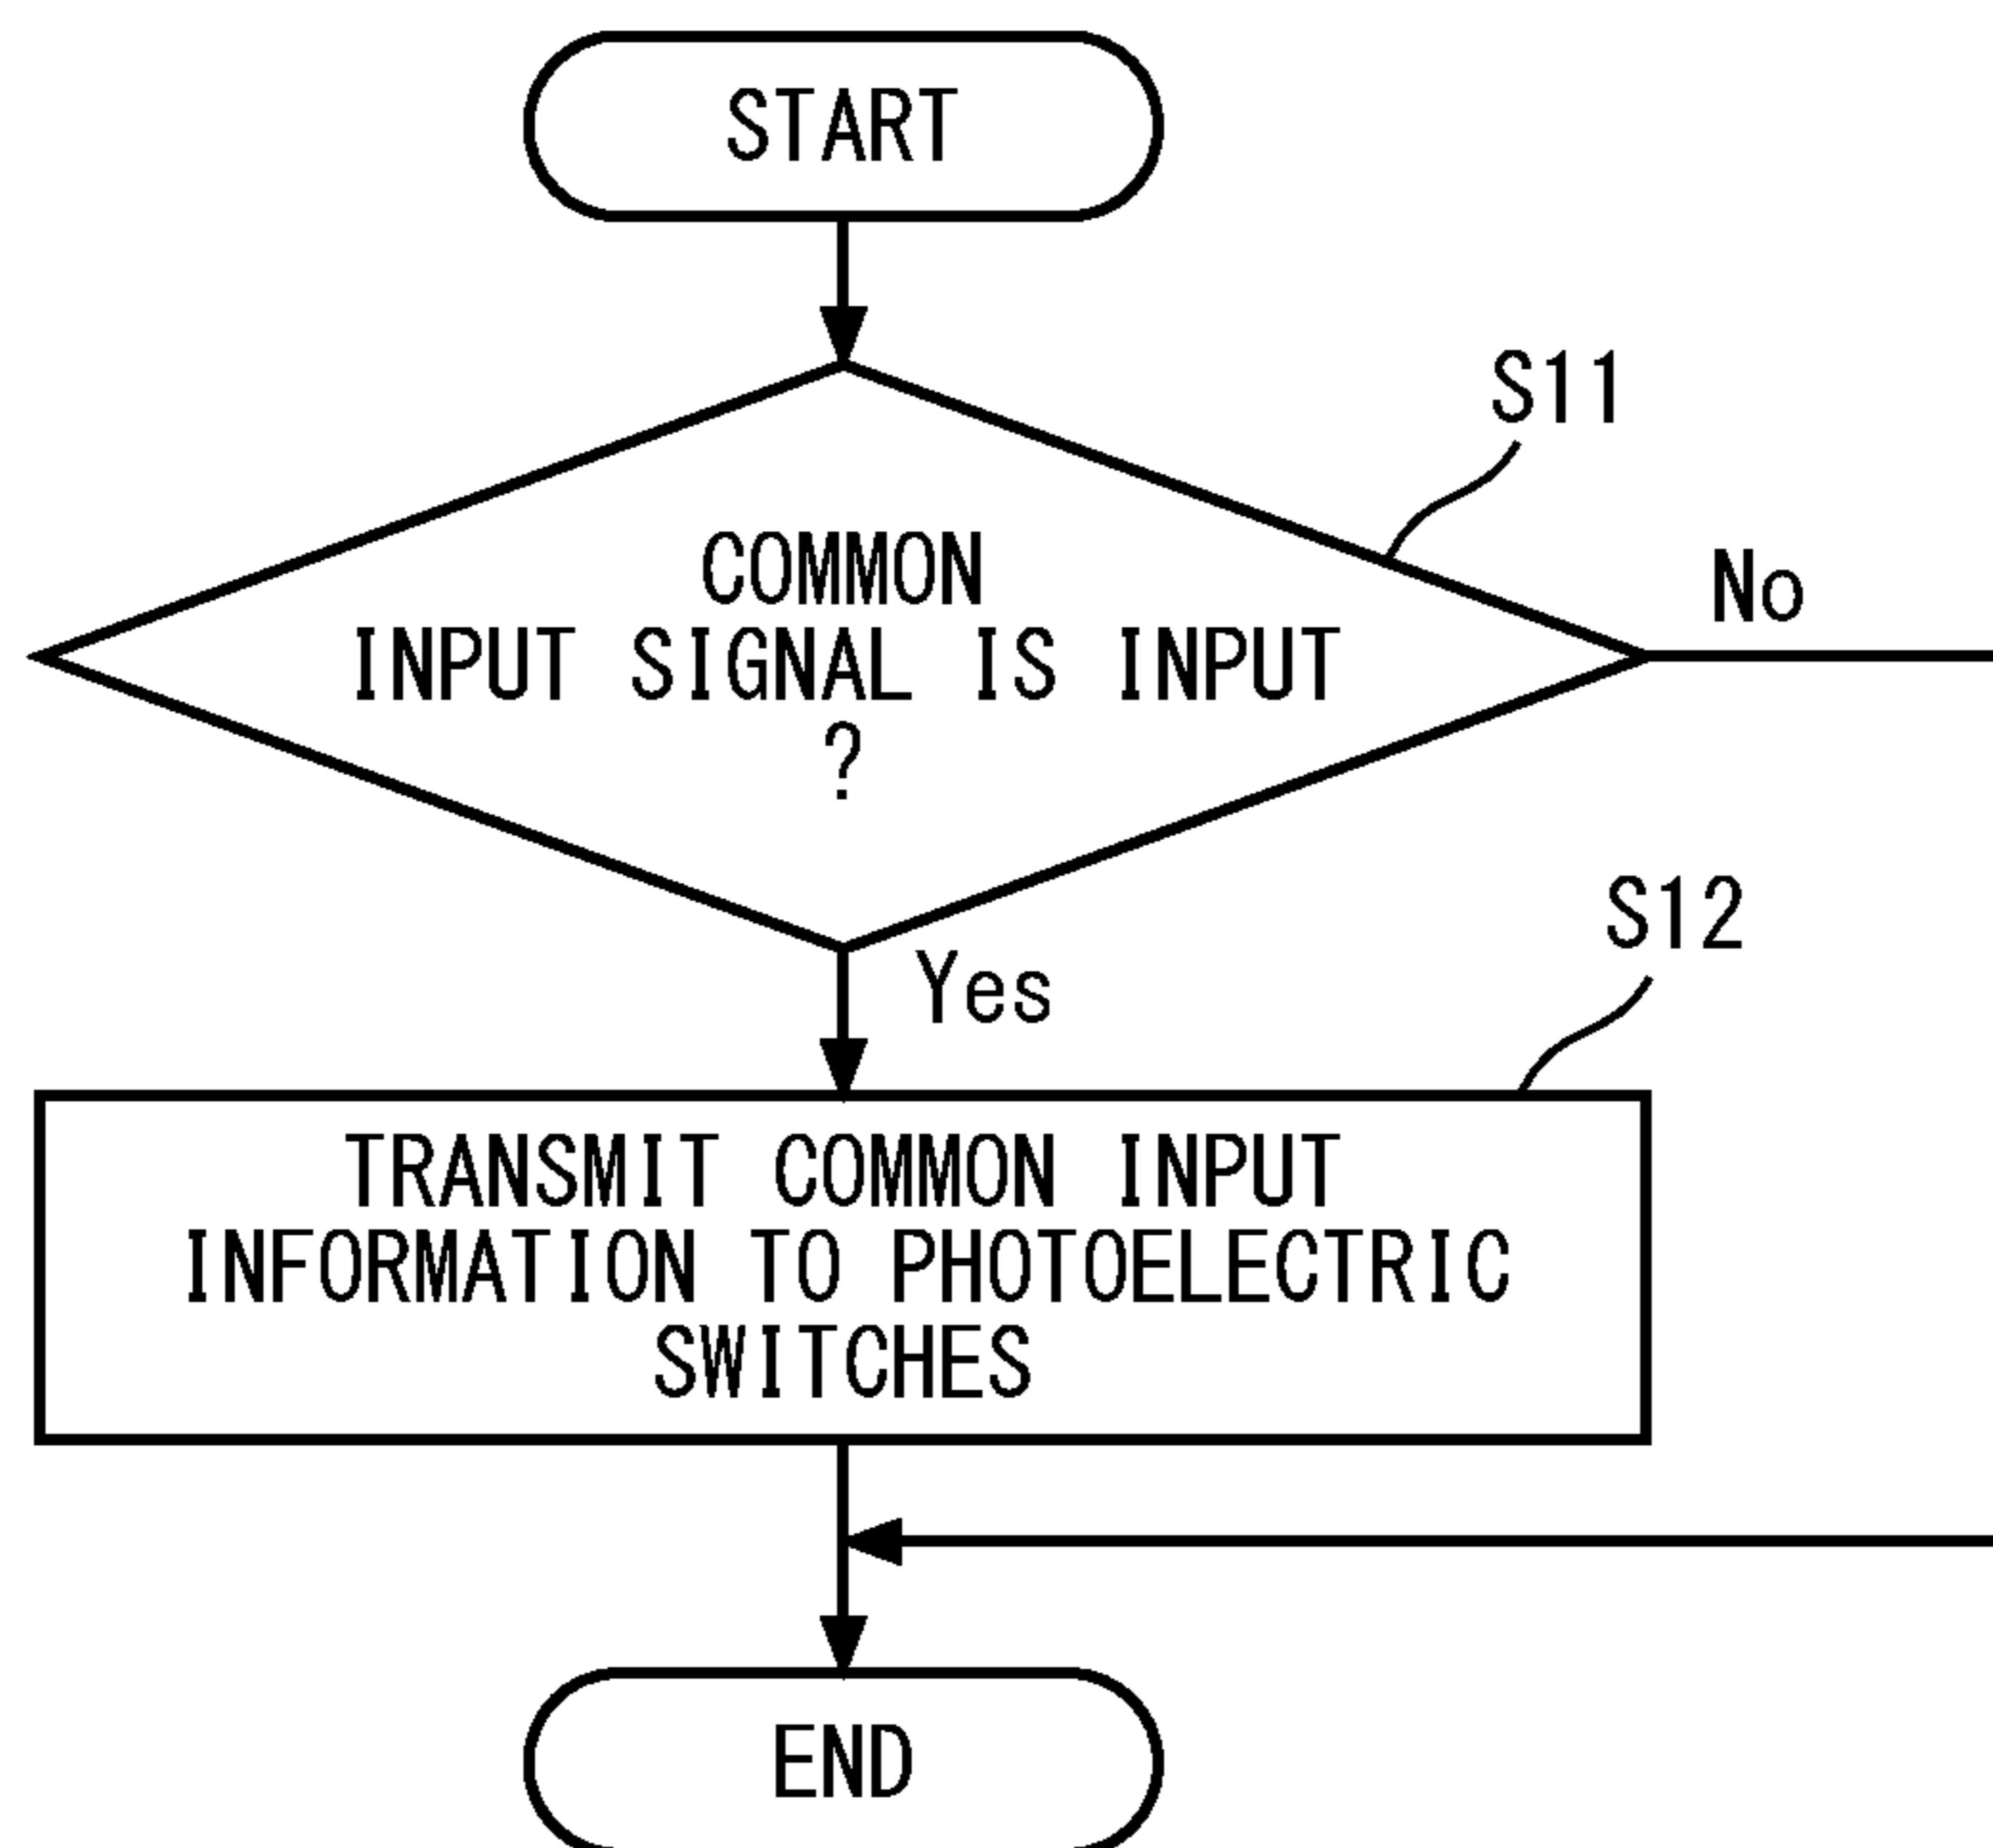 START
S11
COMMON
INPUT SIGNAL IS INPUT
?
No
Yes
S12
TRANSMIT COMMON INPUT
INFORMATION TO PHOTOELECTRIC
SWITCHES
END